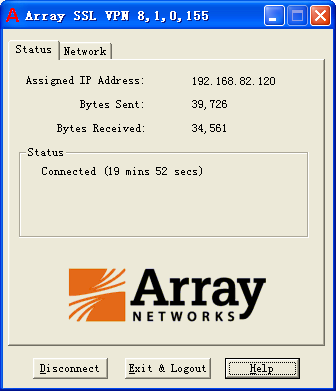 Array SSL VPN 8,1,0,155
Status Network
Assigned IP Address: 192.168.82.120
Bytes Sent: 39,726
Bytes Received: 34,561
Status
Connected (19 mins 52 secs)
Array
NETWORKS
Disconnect Exit & Logout Help